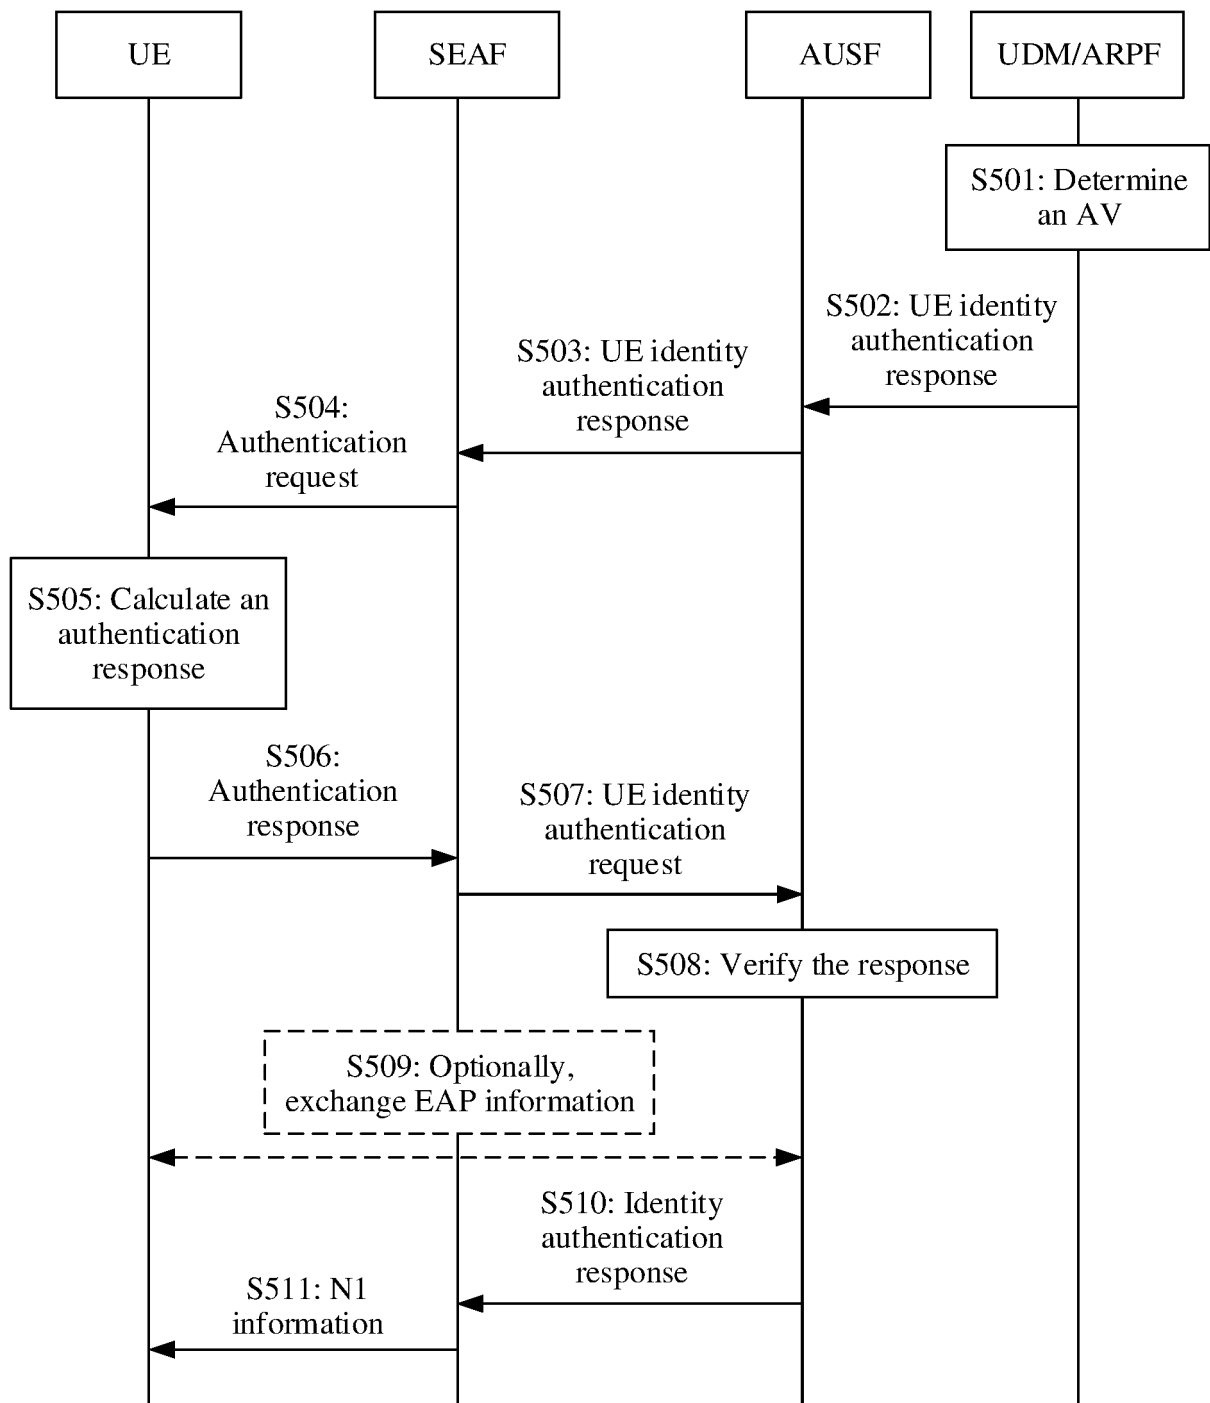 UE
SEAF
AUSF
UDM/ARPF
S501: Determine
an AV
S502: UE identity
authentication
response
S503: UE identity
authentication
response
S504:
Authentication
request
S505: Calculate an
authentication
response
S506:
Authentication
response
S507: UE identity
authentication
request
S508: Verify the response
S509: Optionally,
exchange EAP information
S510: Identity
authentication
response
S511: N1
information